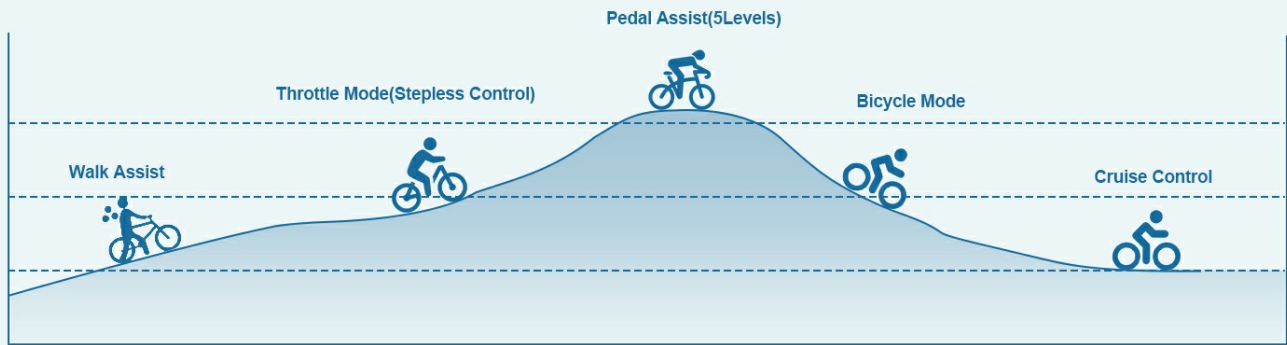 Pedal Assist(5Levels)
Throttle Mode(Stepless Control)
Bicycle Mode
Walk Assist
Cruise Control